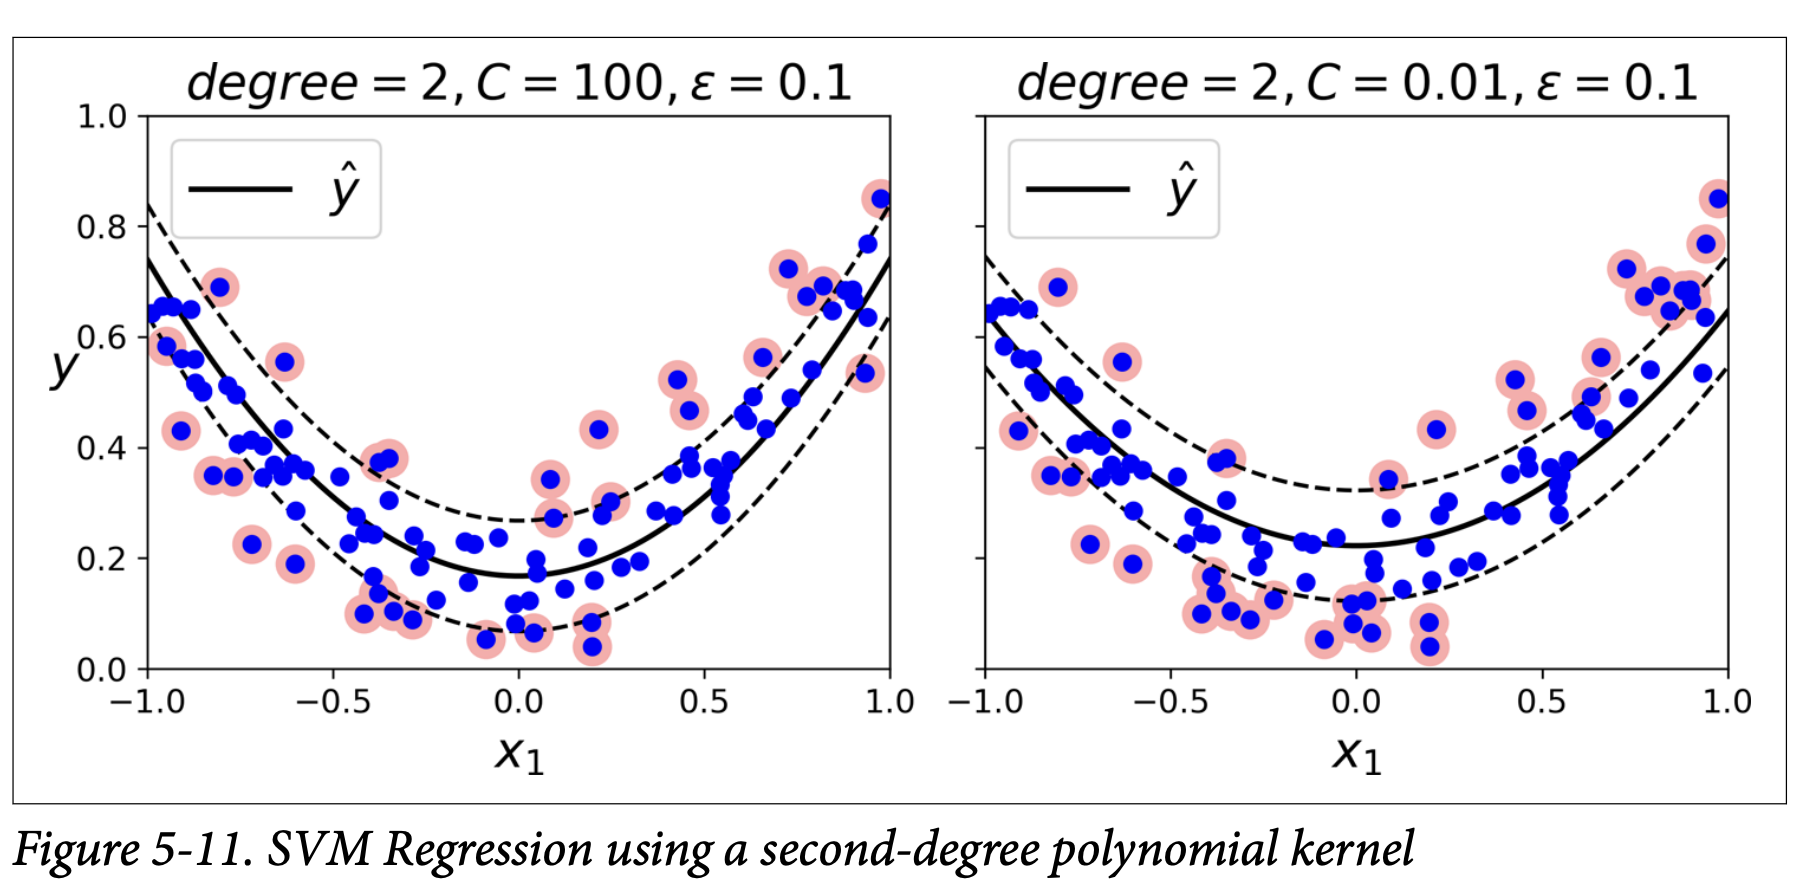 degree = 2, C = 100, ε = 0.1
degree = 2, C = 0.01, ε = 0.1
1.0
0.8
0.6
0.4
0.2
0.0
y
ŷ
ŷ
−1.0 −0.5 0.0 0.5 1.0
−1.0 −0.5 0.0 0.5 1.0
x₁
x₁
Figure 5-11. SVM Regression using a second-degree polynomial kernel